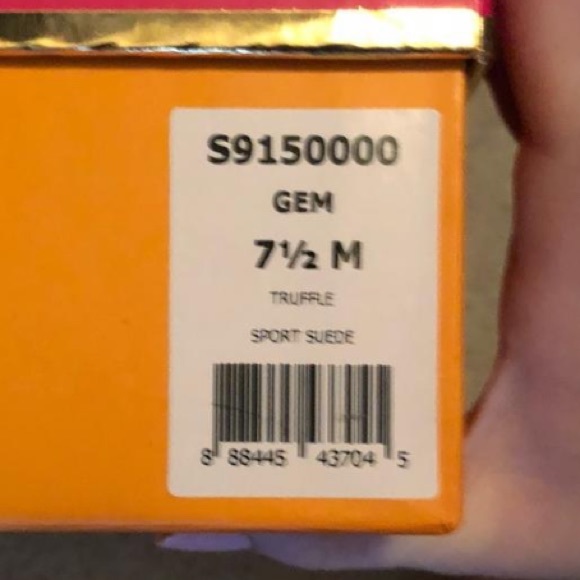 S9150000
GEM
7½ M
TRUFFLE
SPORT SUEDE
8 88445 43704 5